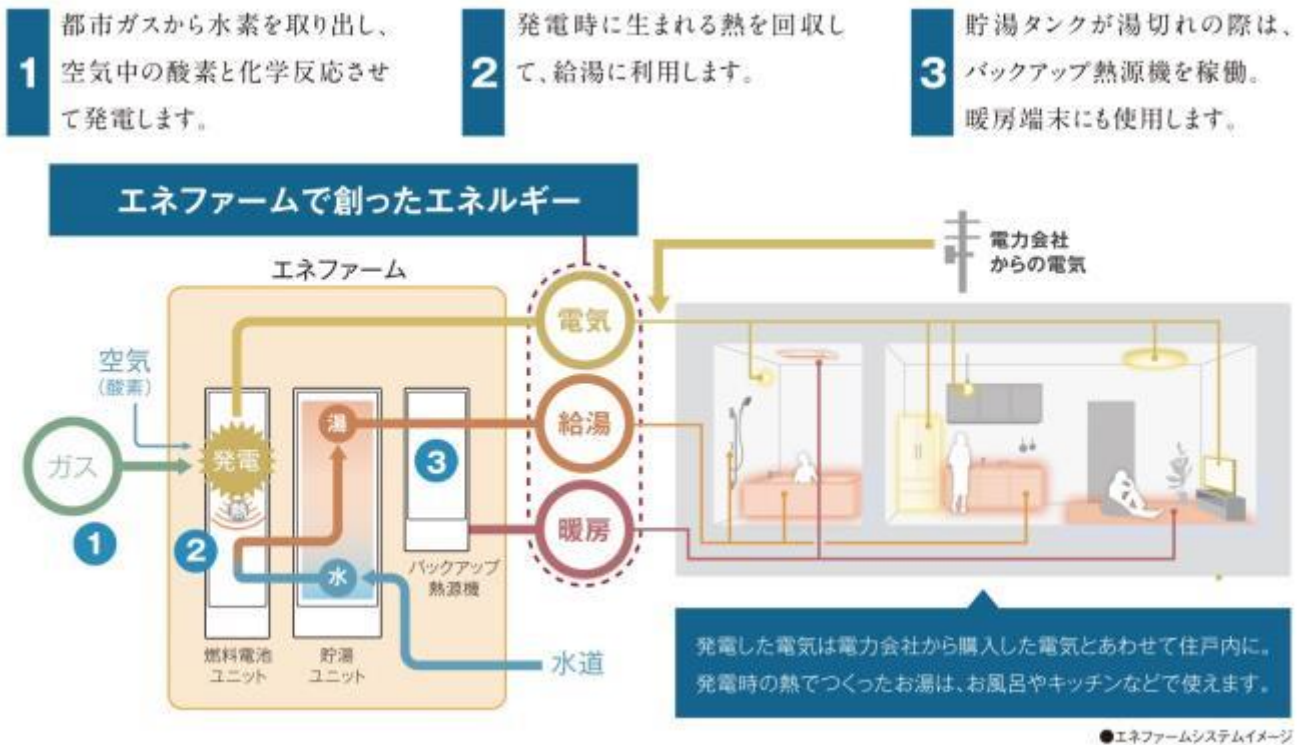 1
都市ガスから水素を取り出し、
空気中の酸素と化学反応させ
て発電します。
2
発電時に生まれる熱を回収し
て、給湯に利用します。
3
貯湯タンクが湯切れの際は、
バックアップ熱源機を稼働。
暖房端末にも使用します。
エネファームで創ったエネルギー
電力会社
からの電気
エネファーム
電気
空気
(酸素)
湯
給湯
ガス
発電
3
熱
1
2
暖房
水
バックアップ
熱源機
燃料電池
ユニット
貯湯
ユニット
水道
発電した電気は電力会社から購入した電気とあわせて住戸内に。
発電時の熱でつくったお湯は、お風呂やキッチンなどで使えます。
●エネファームシステムイメージ